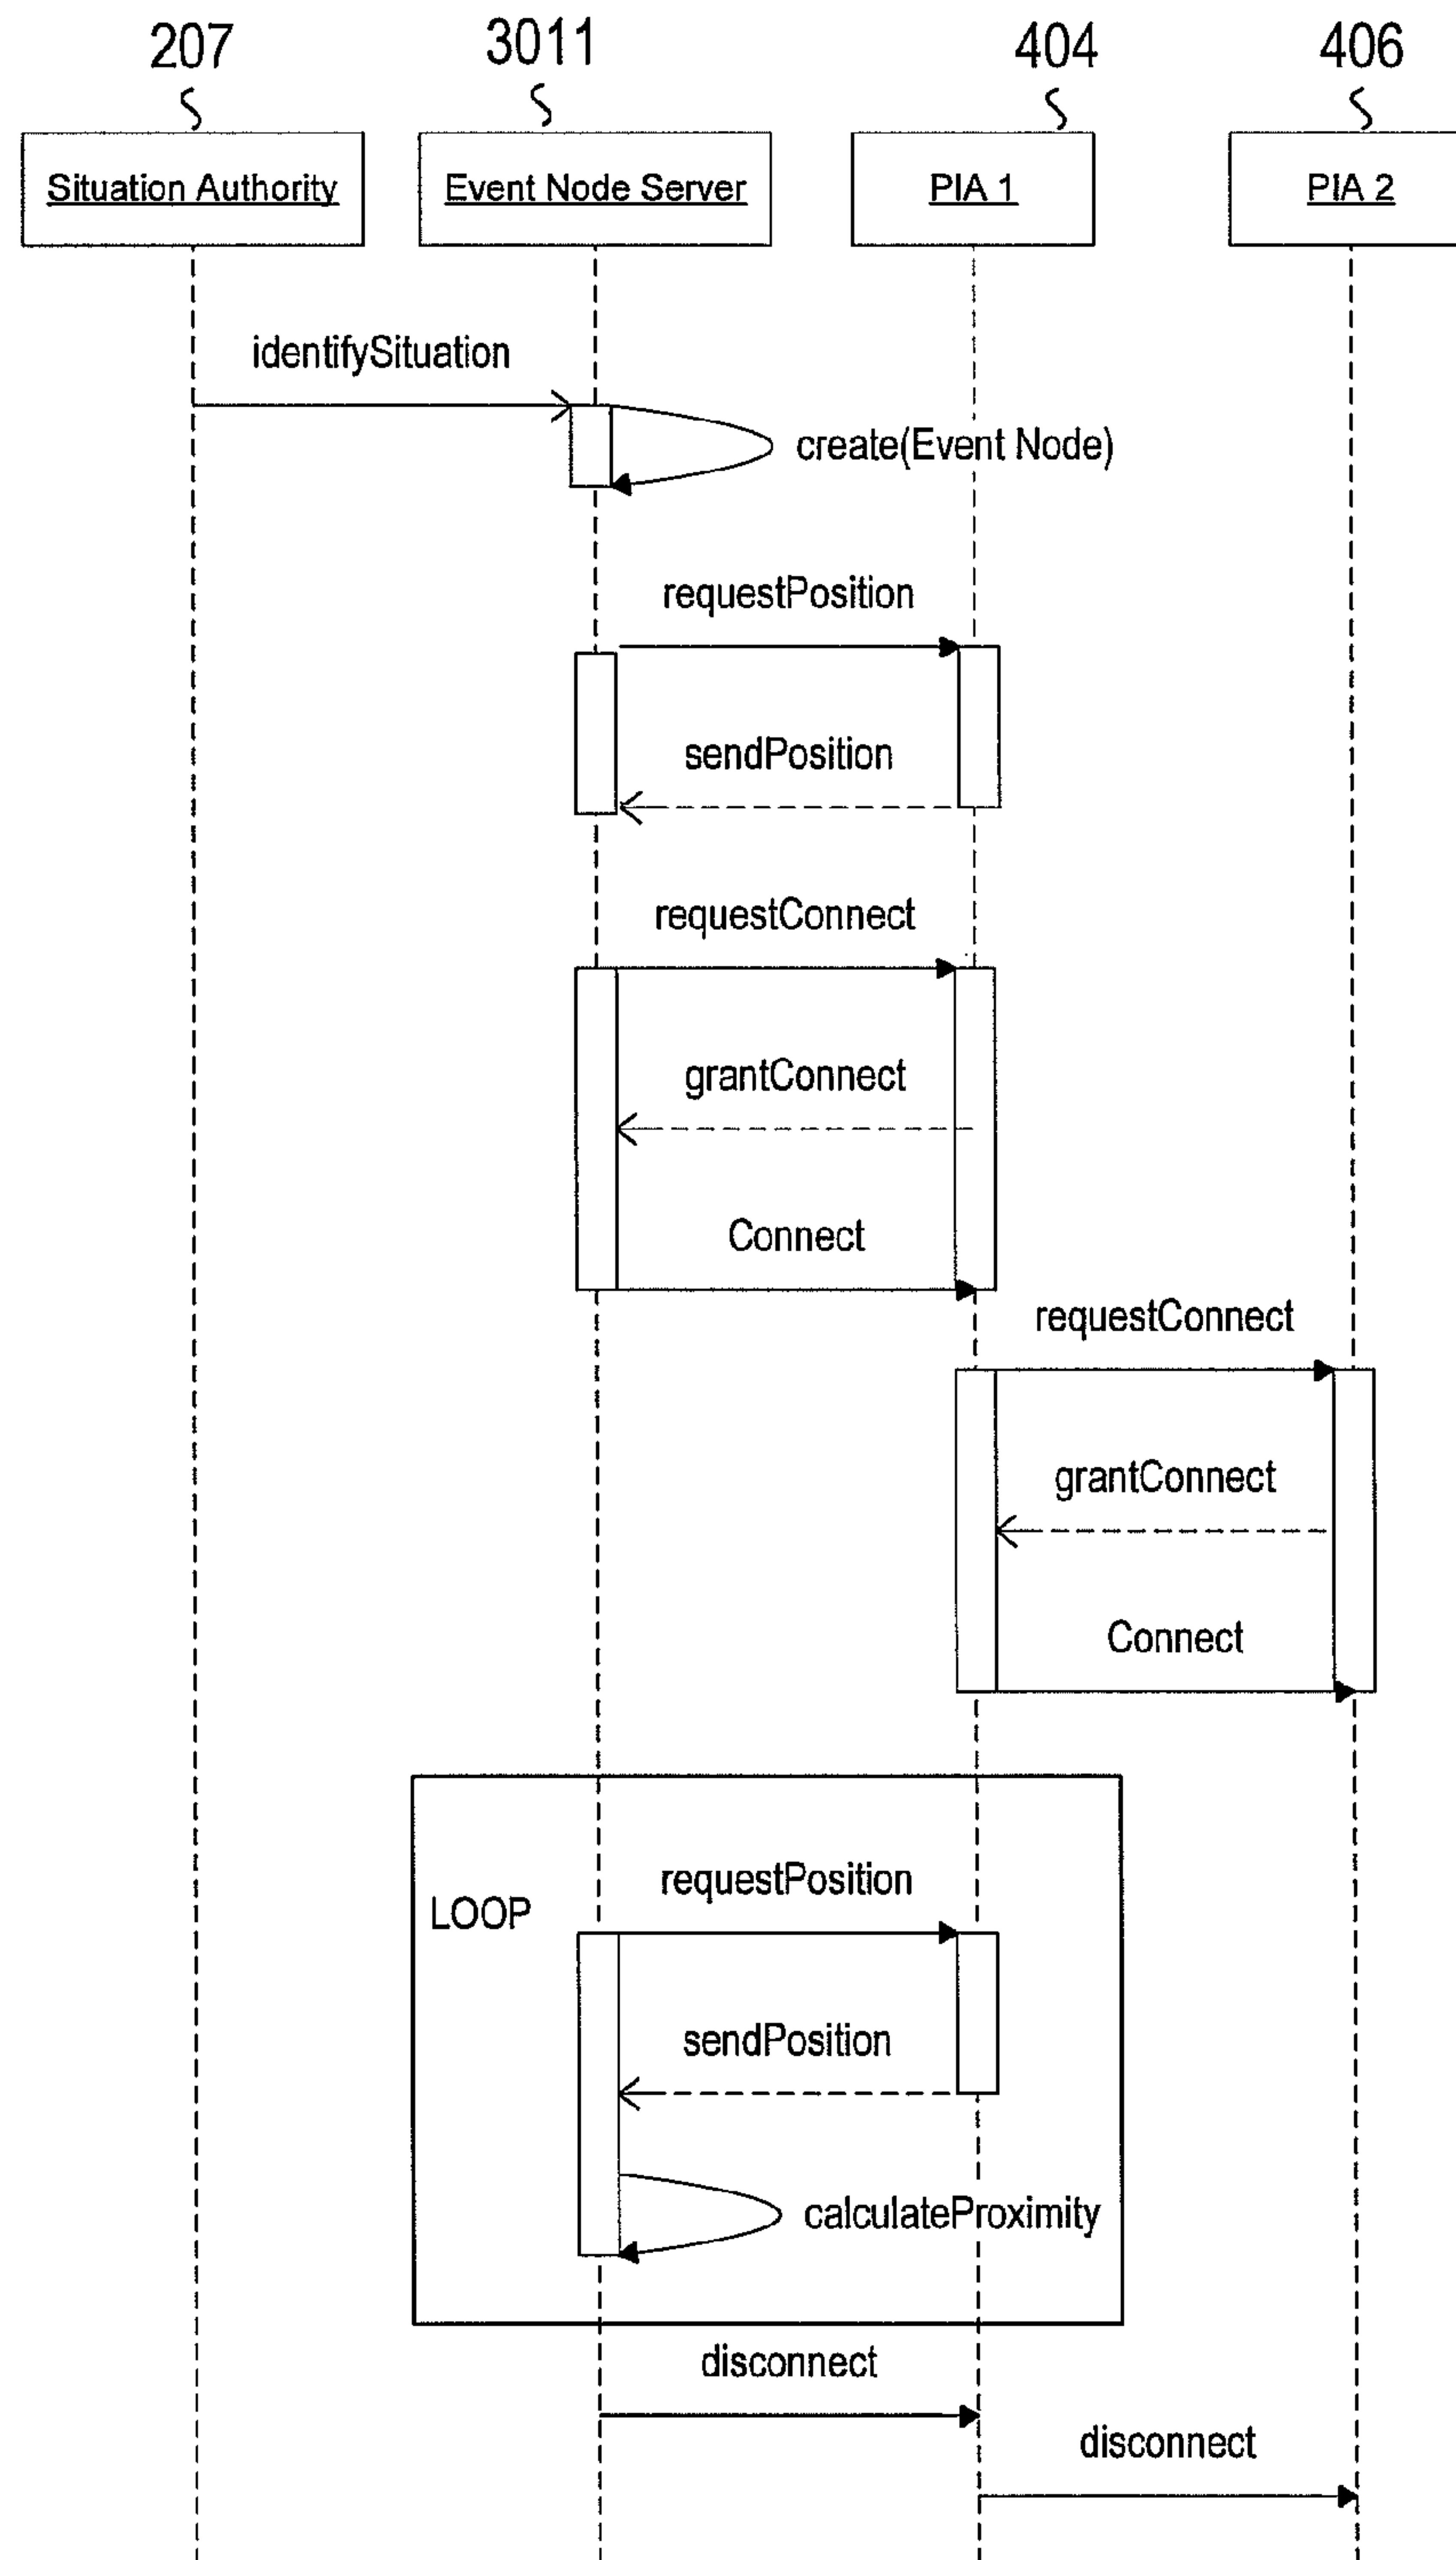 207
3011
404
406
Situation Authority
Event Node Server
PIA 1
PIA 2
identifySituation
create(Event Node)
requestPosition
sendPosition
requestConnect
grantConnect
Connect
requestConnect
grantConnect
Connect
requestPosition
LOOP
sendPosition
calculateProximity
disconnect
disconnect